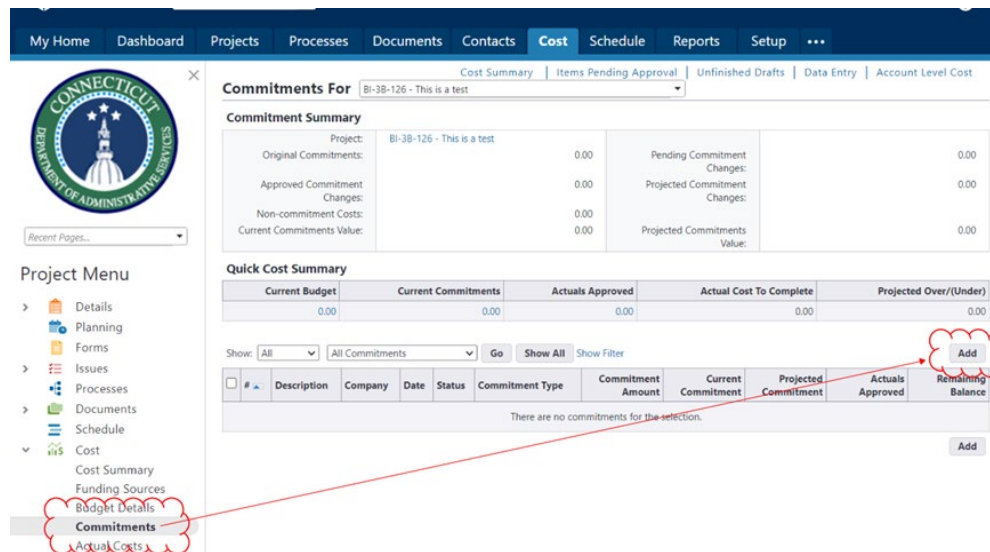 My Home Dashboard Projects Processes Documents Contacts Cost Schedule Reports Setup •••
CONNECTICUT
DEPARTMENT OF ADMINISTRATIVE SERVICES
Recent Pages...
Project Menu
Details
Planning
Forms
Issues
Processes
Documents
Schedule
Cost
Cost Summary
Funding Sources
Budget Details
Commitments
Actual Costs
Cost Summary | Items Pending Approval | Unfinished Drafts | Data Entry | Account Level Cost
Commitments For BI-3B-126 - This is a test
Commitment Summary
Project: BI-3B-126 - This is a test
Original Commitments: 0.00 Pending Commitment Changes: 0.00
Approved Commitment Changes: 0.00 Projected Commitment Changes: 0.00
Non-commitment Costs: 0.00
Current Commitments Value: 0.00 Projected Commitments Value: 0.00
Quick Cost Summary
Current Budget Current Commitments Actuals Approved Actual Cost To Complete Projected Over/(Under)
0.00 0.00 0.00 0.00 0.00
Show: All All Commitments Go Show All Show Filter Add
# Description Company Date Status Commitment Type Commitment Amount Current Commitment Projected Commitment Actuals Approved Remaining Balance
There are no commitments for the selection.
Add